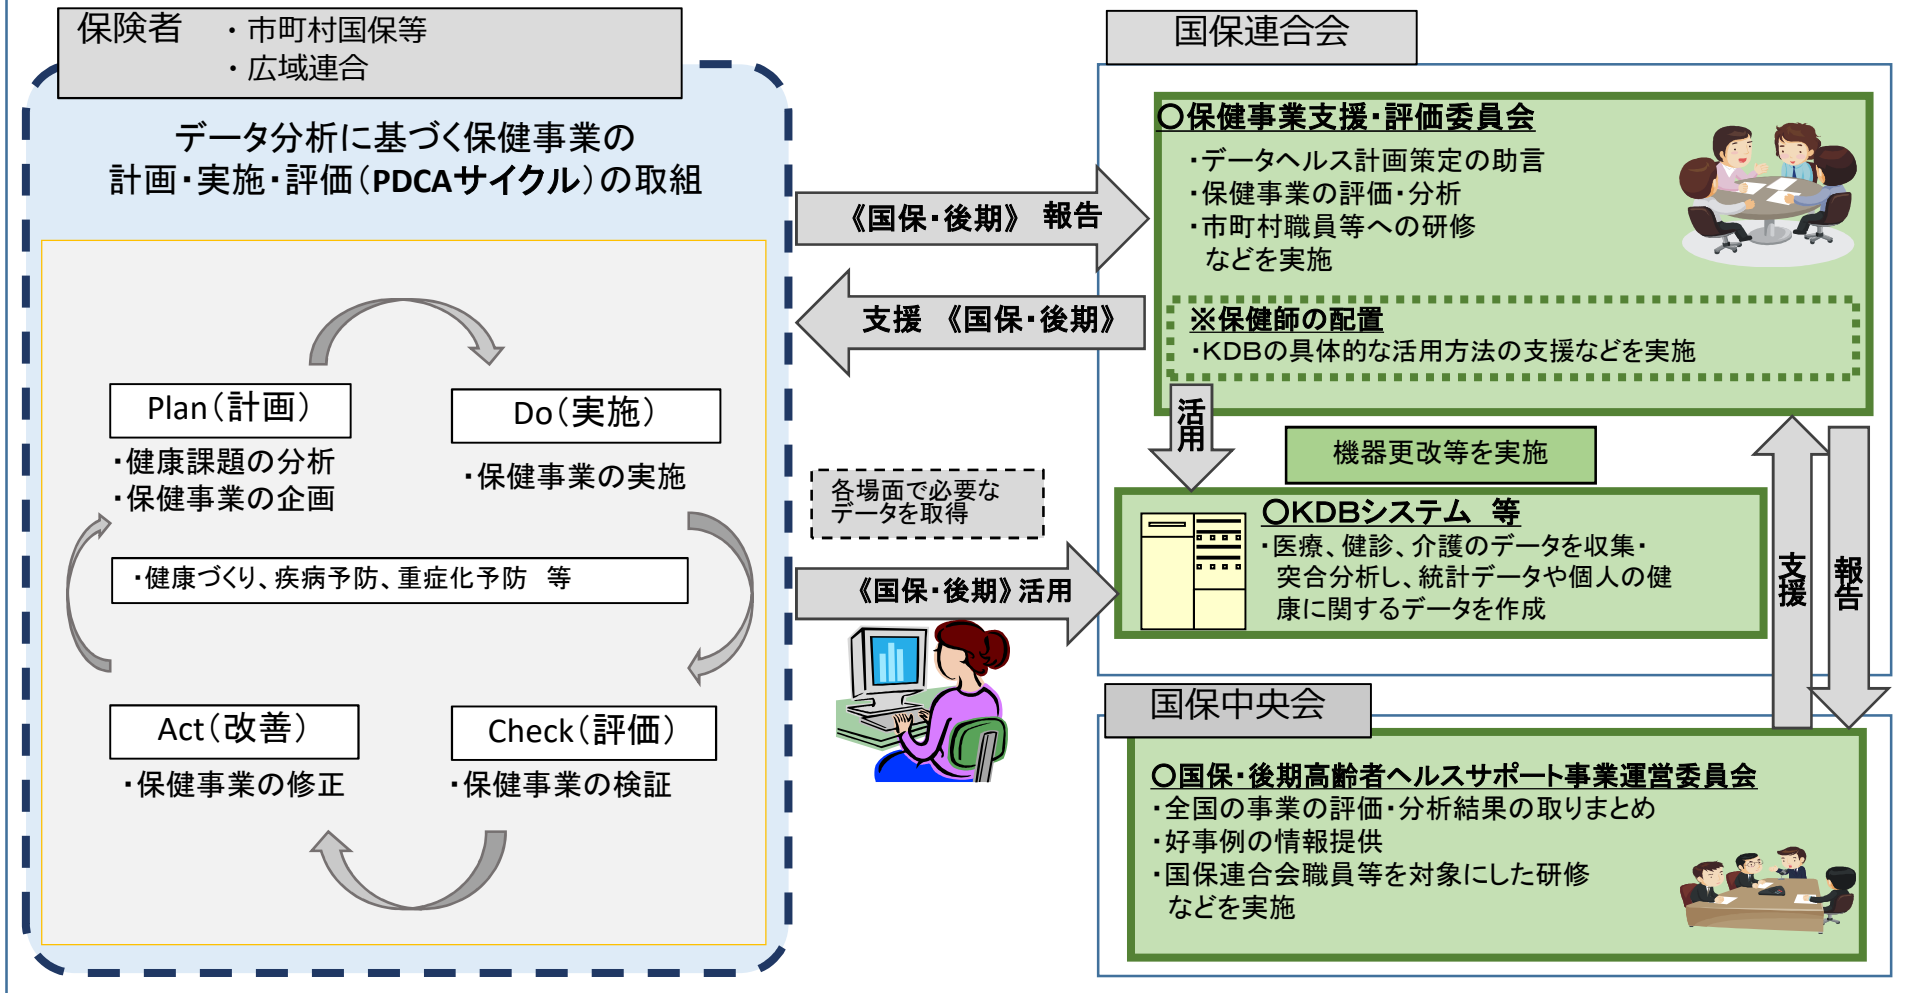 保険者　・市町村国保等
・広域連合
データ分析に基づく保健事業の
計画・実施・評価（PDCAサイクル）の取組
Plan（計画）
・健康課題の分析
・保健事業の企画
Do（実施）
・保健事業の実施
・健康づくり、疾病予防、重症化予防　等
Act（改善）
・保健事業の修正
Check（評価）
・保健事業の検証
《国保・後期》 報告
支援 《国保・後期》
各場面で必要な
データを取得
《国保・後期》活用
国保連合会
〇保健事業支援・評価委員会
・データヘルス計画策定の助言
・保健事業の評価・分析
・市町村職員等への研修
などを実施
※保健師の配置
・KDBの具体的な活用方法の支援などを実施
活用
機器更改等を実施
〇KDBシステム　等
・医療、健診、介護のデータを収集・
突合分析し、統計データや個人の健
康に関するデータを作成
支援
報告
国保中央会
〇国保・後期高齢者ヘルスサポート事業運営委員会
・全国の事業の評価・分析結果の取りまとめ
・好事例の情報提供
・国保連合会職員等を対象にした研修
などを実施